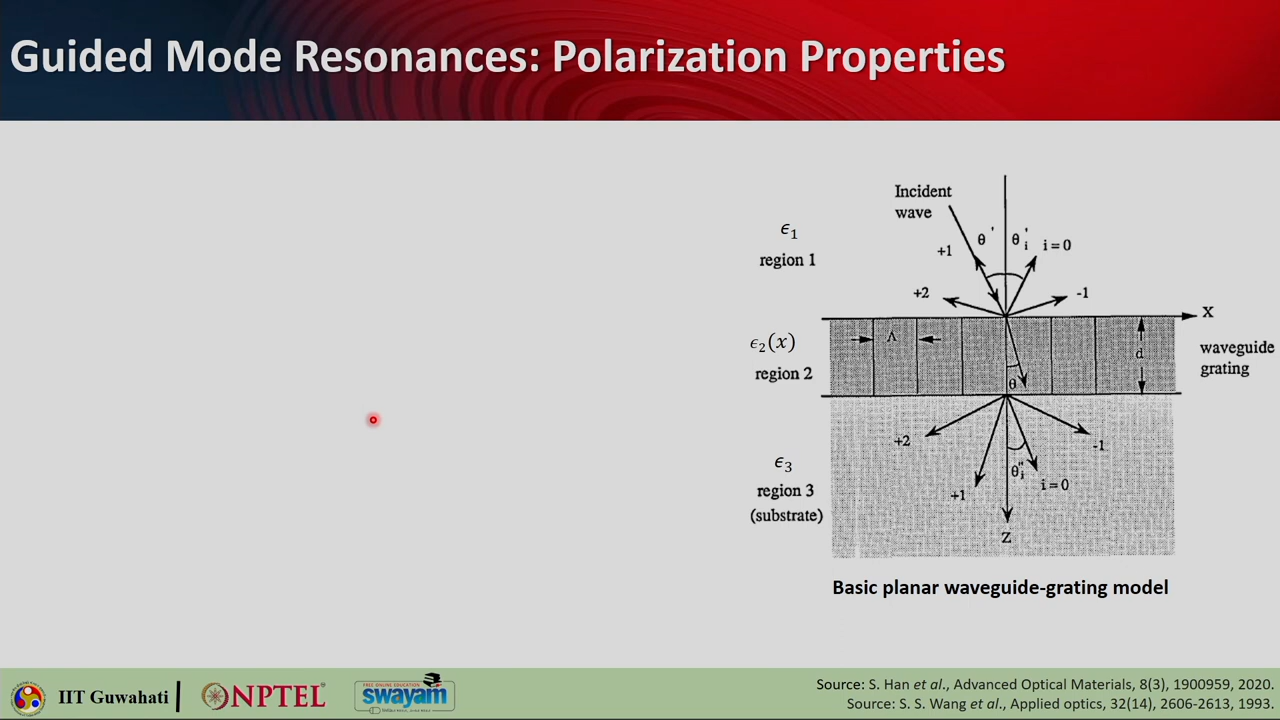 Guided Mode Resonances: Polarization Properties
Incident
wave
θ'
θ'i
i=0
+1
ϵ1
region 1
+2
-1
X
Λ
d
ϵ2(x)
region 2
waveguide
grating
θ
+2
-1
ϵ3
region 3
(substrate)
θ"i
i=0
+1
Z
Basic planar waveguide-grating model
IIT Guwahati
NPTEL
FREE ONLINE EDUCATION
swayam
Source: S. Han et al., Advanced Optical Materials, 8(3), 1900959, 2020.
Source: S. S. Wang et al., Applied optics, 32(14), 2606-2613, 1993.